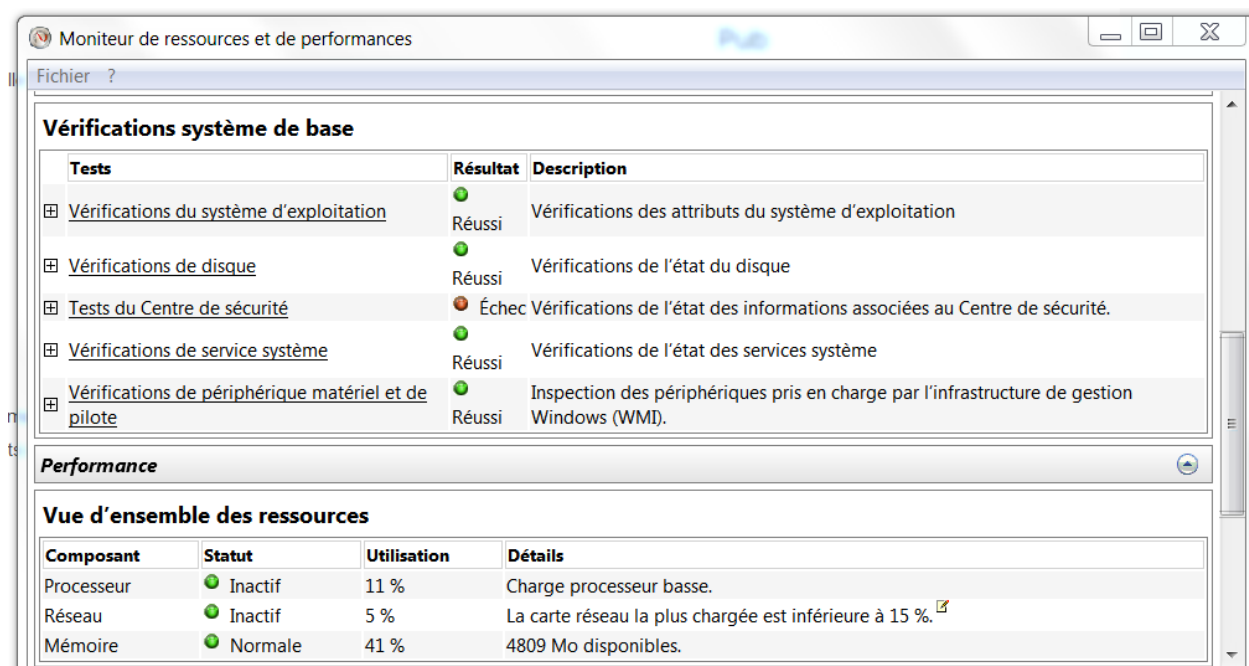 Moniteur de ressources et de performances
Pub
Fichier ?
Vérifications système de base
Tests Résultat Description
Vérifications du système d'exploitation Réussi Vérifications des attributs du système d'exploitation
Vérifications de disque Réussi Vérifications de l'état du disque
Tests du Centre de sécurité Échec Vérifications de l'état des informations associées au Centre de sécurité.
Vérifications de service système Réussi Vérifications de l'état des services système
Vérifications de périphérique matériel et de
pilote Réussi Inspection des périphériques pris en charge par l'infrastructure de gestion
Windows (WMI).
Performance
Vue d'ensemble des ressources
Composant Statut Utilisation Détails
Processeur Inactif 11 % Charge processeur basse.
Réseau Inactif 5 % La carte réseau la plus chargée est inférieure à 15 %.
Mémoire Normale 41 % 4809 Mo disponibles.